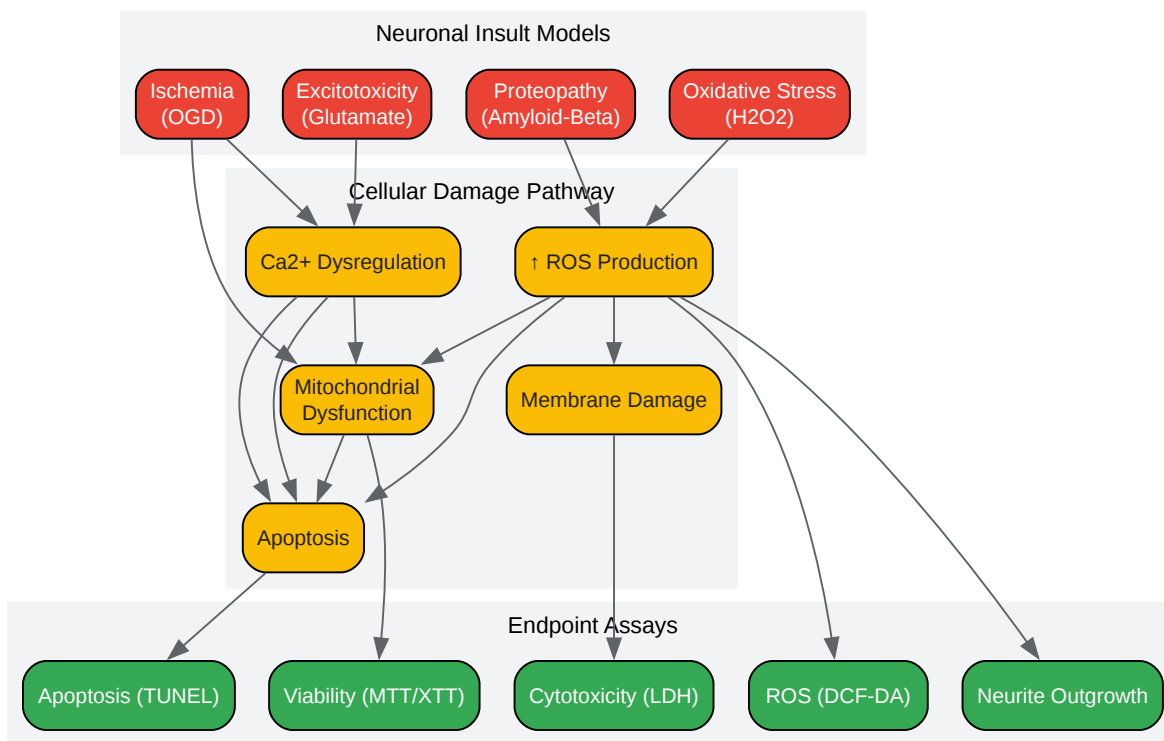 Neuronal Insult Models
Ischemia
(OGD)
Excitotoxicity
(Glutamate)
Proteopathy
(Amyloid-Beta)
Oxidative Stress
(H2O2)
Cellular Damage Pathway
Ca2+ Dysregulation
↑ ROS Production
Mitochondrial
Dysfunction
Membrane Damage
Apoptosis
Endpoint Assays
Apoptosis (TUNEL)
Viability (MTT/XTT)
Cytotoxicity (LDH)
ROS (DCF-DA)
Neurite Outgrowth